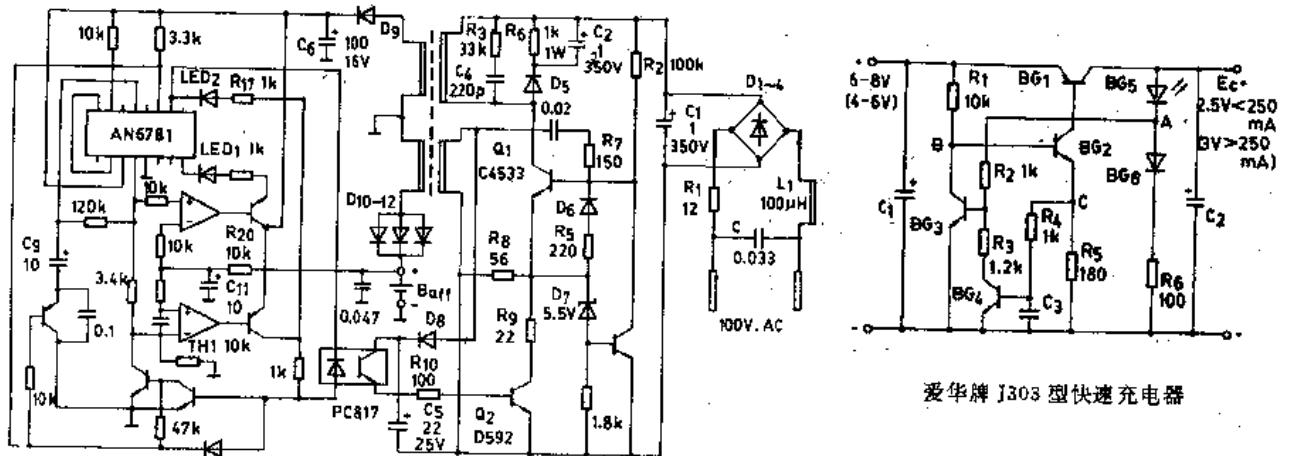 10k
3.3k
C6
100
16V
D9
R3
33k
R6
1k
1W
C2
1
350V
R2
100k
C4
220p
D5
0.02
LED2
R17 1k
AN6781
LED1 1k
10k
120k
10k
R20
10k
C9
10
3.4k
C11
10
0.1
TH1 10k
10k
47k
1k
D10-12
0.047
Baff
D8
PC817
R10
100
C5
22
25V
Q1
C4533
R7
150
D6
R5
220
R8
56
D7
5.5V
R9
22
Q2
D592
1.8k
C1
1
350V
D1~4
R1
12
L1
100μH
C
0.033
100V.AC
6-8V
(4-6V)
R1
10k
BG1
BG5
Ec
2.5V<250
mA
(3V>250
mA)
A
B
BG2
R2 1k
BG6
C1
BG3
C
C2
R4
1k
R3
1.2k
R5
180
R6
100
BG4
C3
爱华牌 J303 型快速充电器